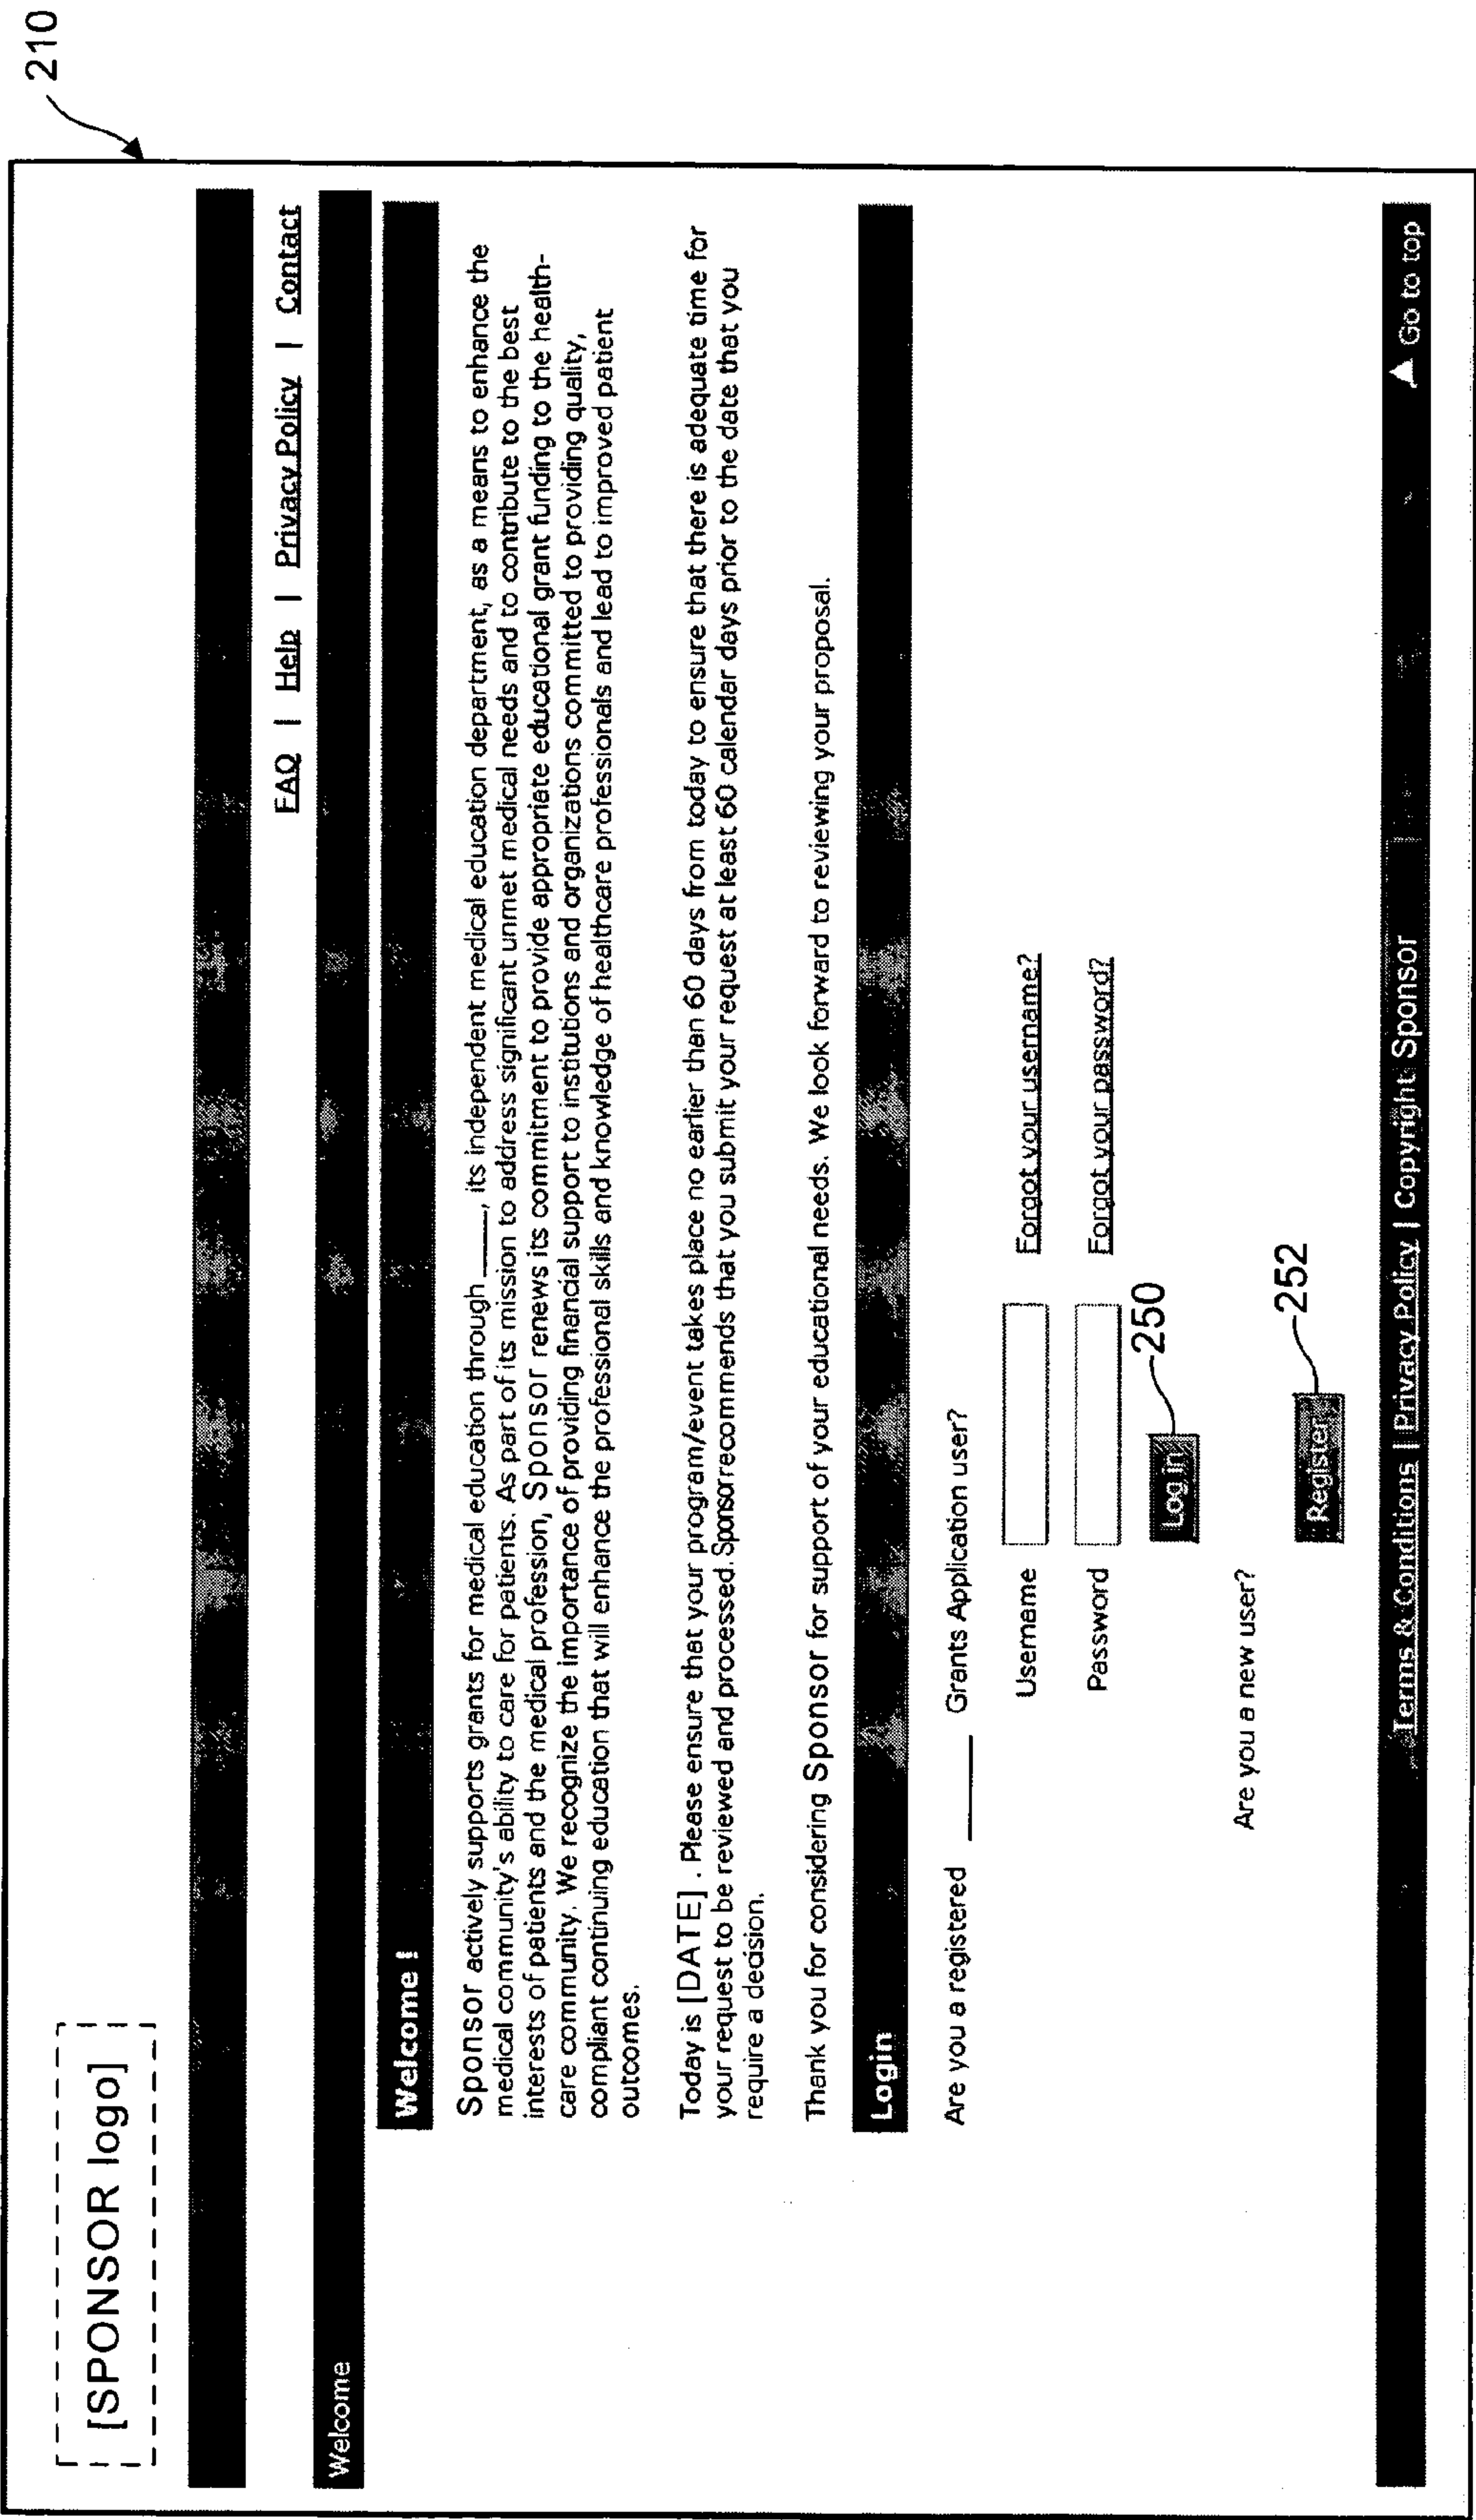 210
[SPONSOR logo]
FAQ | Help | Privacy Policy | Contact
Welcome
Welcome !
Sponsor actively supports grants for medical education through ____, its independent medical education department, as a means to enhance the
medical community's ability to care for patients. As part of its mission to address significant unmet medical needs and to contribute to the best
interests of patients and the medical profession, Sponsor renews its commitment to provide appropriate educational grant funding to the health-
care community. We recognize the importance of providing financial support to institutions and organizations committed to providing quality,
compliant continuing education that will enhance the professional skills and knowledge of healthcare professionals and lead to improved patient
outcomes.
Today is [DATE] . Please ensure that your program/event takes place no earlier than 60 days from today to ensure that there is adequate time for
your request to be reviewed and processed. Sponsor recommends that you submit your request at least 60 calendar days prior to the date that you
require a decision.
Thank you for considering Sponsor for support of your educational needs. We look forward to reviewing your proposal.
Login
Are you a registered ____ Grants Application user?
Username Forgot your username?
Password Forgot your password?
Log in 250
Are you a new user?
Register 252
Terms & Conditions | Privacy Policy | Copyright Sponsor ▲ Go to top